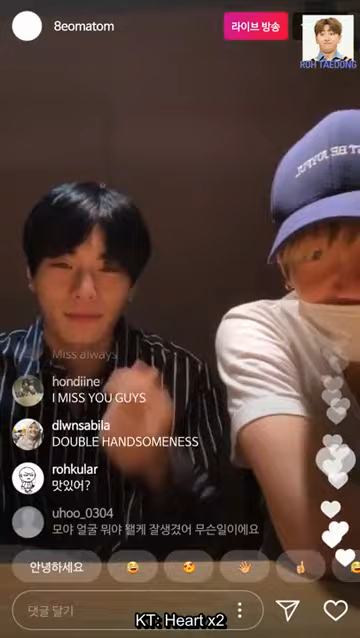 8eomatom
라이브 방송
ROH TAEDONG
Miss always
hondiine
I MISS YOU GUYS
dlwnsabila
DOUBLE HANDSOMENESS
rohkular
맛있어?
uhoo_0304
모야 얼굴 뭐야 왤케 잘생겼어 무슨일이에요
안녕하세요
댓글 달기
KT: Heart x2